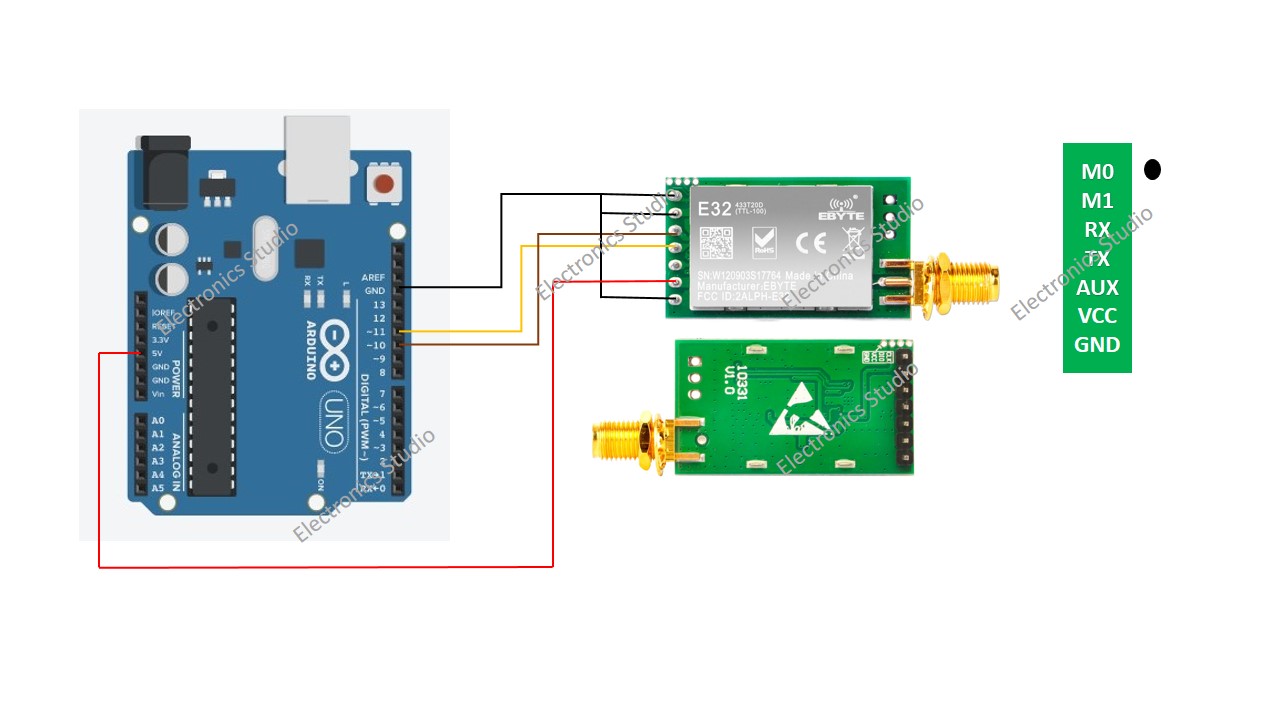 AREF
GND
13
12
~11
~10
~9
8
7
~6
~5
4
~3
2
TX→1
RX←0
DIGITAL (PWM~)
IOREF
RESET
3.3V
5V
GND
GND
Vin
POWER
A0
A1
A2
A3
A4
A5
ANALOG IN
RX
TX
L
ARDUINO
UNO
ON
E32 433T20D
(TTL-100)
EBYTE
RoHS
CE
SN:W120903S17764 Made in China
Manufacturer:EBYTE
FCC ID:2ALPH-E32
10331
V1.0
M0
M1
RX
TX
AUX
VCC
GND
Electronics Studio
Electronics Studio
Electronics Studio
Electronics Studio
Electronics Studio
Electronics Studio